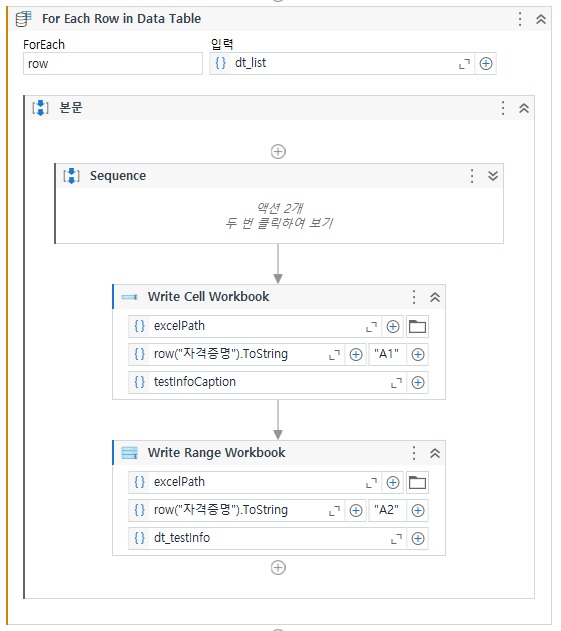 For Each Row in Data Table
ForEach
입력
row
dt_list
본문
Sequence
액션 2개
두 번 클릭하여 보기
Write Cell Workbook
excelPath
row("자격증명").ToString
"A1"
testInfoCaption
Write Range Workbook
excelPath
row("자격증명").ToString
"A2"
dt_testInfo